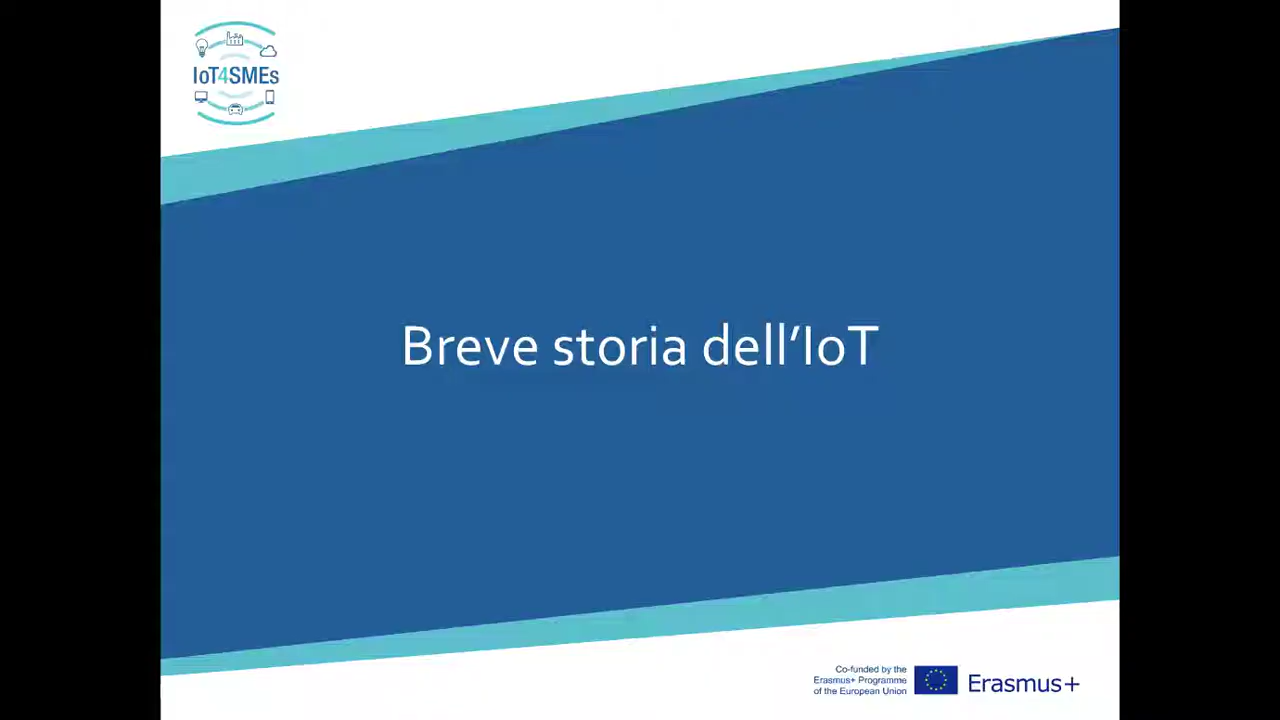 IoT4SMEs
Breve storia dell’IoT
Co-funded by the
Erasmus+ Programme
of the European Union
Erasmus+